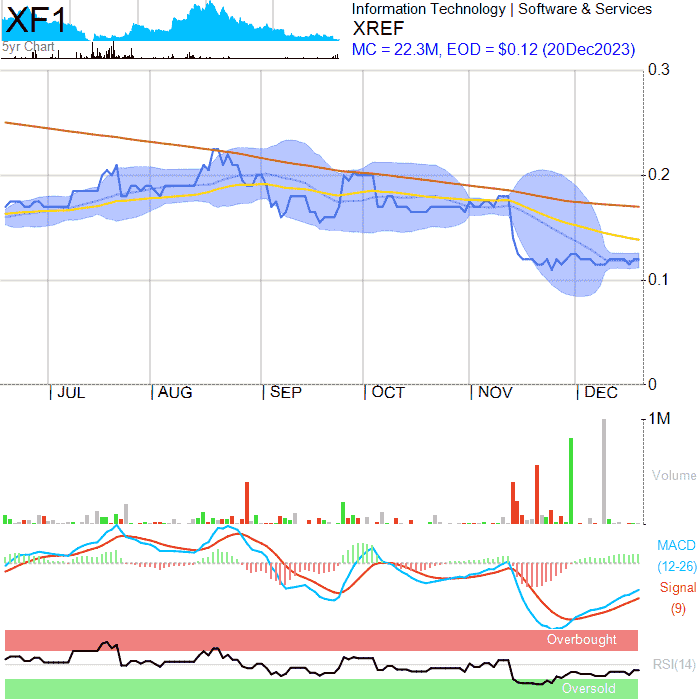 XF1
5yr Chart
Information Technology | Software & Services
XREF
MC = 22.3M, EOD = $0.12 (20Dec2023)
0.3
0.2
0.1
0
JUL AUG SEP OCT NOV DEC
1M
Volume
MACD
(12-26)
Signal
(9)
Overbought
RSI(14)
Oversold